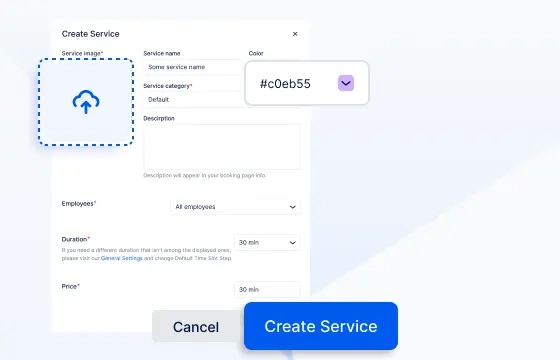 Create Service
×
Service image*
Service name
Color
Some service name
#c0eb55
Service category*
Default
Descirption
Description will appear in your booking page info.
Employees*
All employees
Duration*
30 min
If you need a different duration that isn't among the displayed ones,
please visit our General Settings and change Default Time Slot Step.
Price*
30 min
Cancel
Create Service